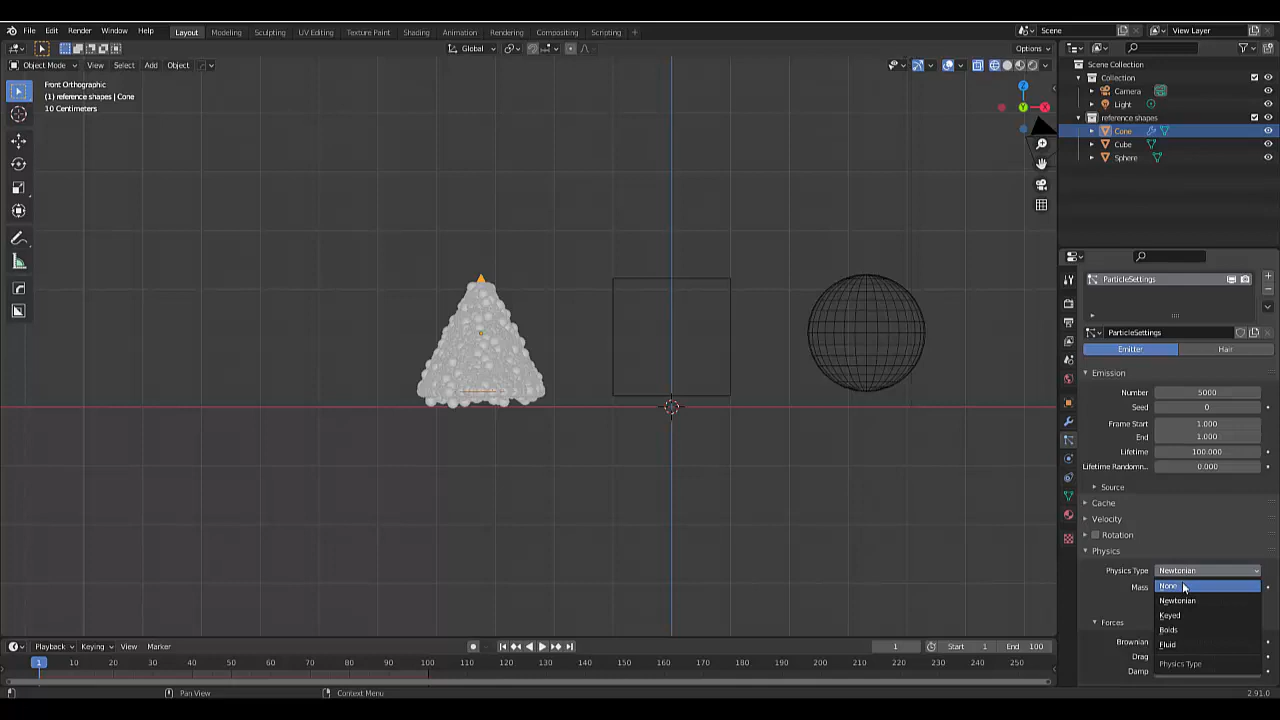 File Edit Render Window Help Layout Modeling Sculpting UV Editing Texture Paint Shading Animation Rendering Compositing Scripting + Scene View Layer
Global Options
Object Mode View Select Add Object
Front Orthographic
(1) reference shapes | Cone
10 Centimeters
Scene Collection
Collection
Camera
Light
reference shapes
Cone
Cube
Sphere
Y
ParticleSettings
ParticleSettings
Emitter Hair
Emission
Number 5000
Seed 0
Frame Start 1.000
End 1.000
Lifetime 100.000
Lifetime Randomn... 0.000
Source
Cache
Velocity
Rotation
Physics
Physics Type Newtonian
Mass None
Newtonian
Keyed
Forces
Boids
Brownian Fluid
Drag
Physics Type
Damp
Playback Keying View Marker 1 Start 1 End 100
1 10 20 30 40 50 60 70 80 90 100 110 120 130 140 150 160 170 180 190 200 210 220 230 240 250
Pan View Context Menu 2.91.0